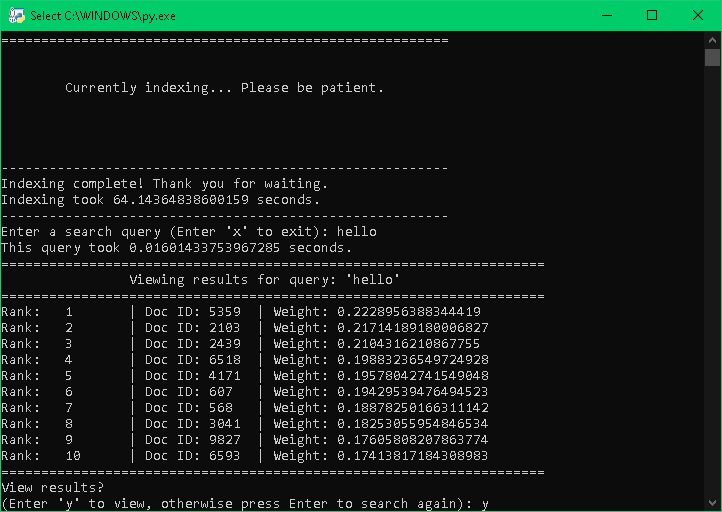 Select C:\WINDOWS\py.exe
========================================================
Currently indexing... Please be patient.
--------------------------------------------------------
Indexing complete! Thank you for waiting.
Indexing took 64.14364838600159 seconds.
--------------------------------------------------------
Enter a search query (Enter 'x' to exit): hello
This query took 0.01601433753967285 seconds.
====================================================================
Viewing results for query: 'hello'
====================================================================
Rank: 1 | Doc ID: 5359 | Weight: 0.2228956388344419
Rank: 2 | Doc ID: 2103 | Weight: 0.21714189180006827
Rank: 3 | Doc ID: 2439 | Weight: 0.2104316210867755
Rank: 4 | Doc ID: 6518 | Weight: 0.19883236549724928
Rank: 5 | Doc ID: 4171 | Weight: 0.19578042741549048
Rank: 6 | Doc ID: 607 | Weight: 0.19429539476494523
Rank: 7 | Doc ID: 568 | Weight: 0.18878250166311142
Rank: 8 | Doc ID: 3041 | Weight: 0.18253055954846534
Rank: 9 | Doc ID: 9827 | Weight: 0.17605808207863774
Rank: 10 | Doc ID: 6593 | Weight: 0.17413817184308983
====================================================================
View results?
(Enter 'y' to view, otherwise press Enter to search again): y